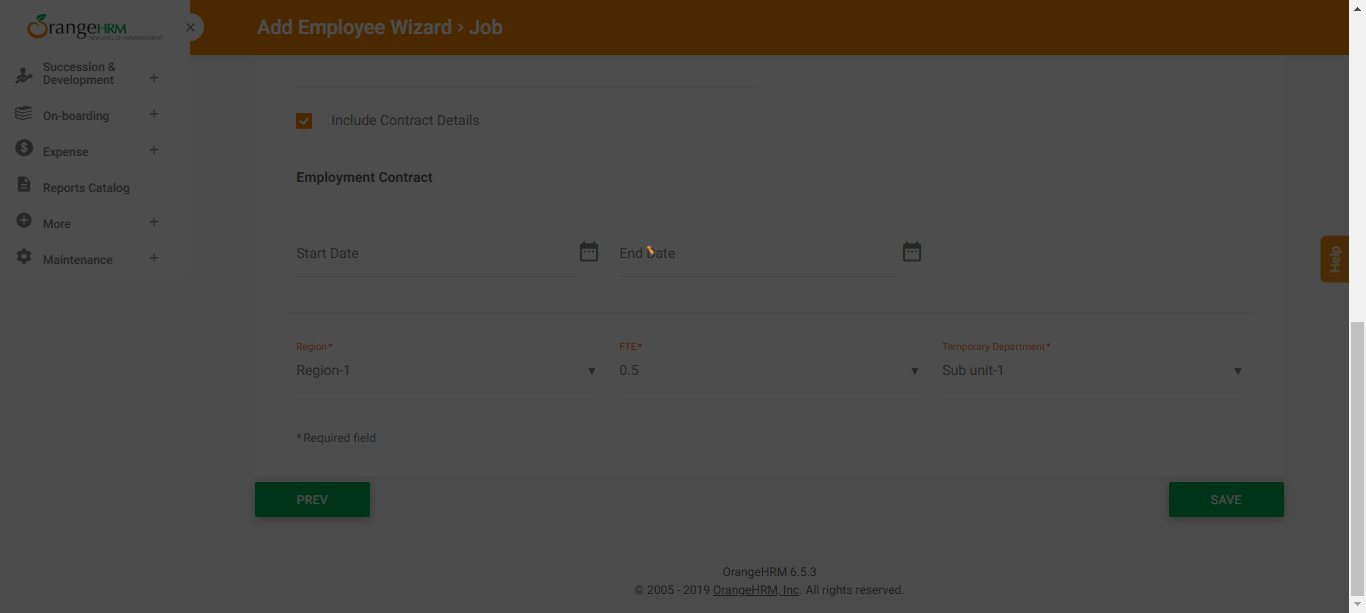 OrangeHRM
Add Employee Wizard › Job
Succession &
Development
On-boarding
Expense
Reports Catalog
More
Maintenance
Include Contract Details
Employment Contract
Start Date
End Date
Region*
FTE*
Temporary Department*
Region-1
0.5
Sub unit-1
*Required field
PREV
SAVE
Help
OrangeHRM 6.5.3
© 2005 - 2019 OrangeHRM, Inc. All rights reserved.